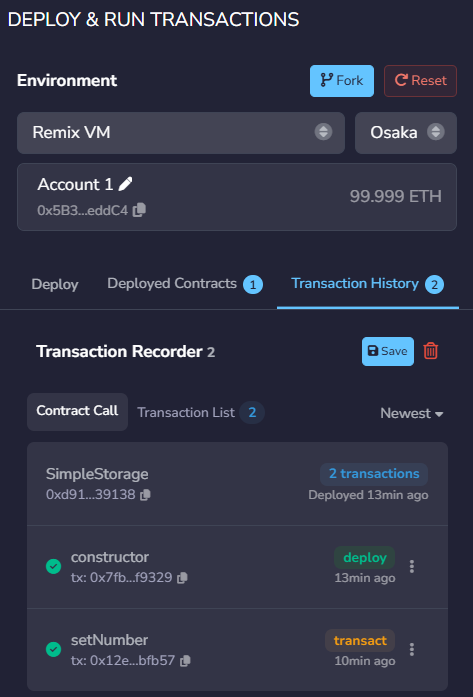 DEPLOY & RUN TRANSACTIONS
Environment Fork Reset
Remix VM Osaka
Account 1 99.999 ETH
0x5B3...eddC4
Deploy Deployed Contracts 1 Transaction History 2
Transaction Recorder 2 Save
Contract Call Transaction List 2 Newest
SimpleStorage 2 transactions
0xd91...39138 Deployed 13min ago
constructor deploy
tx: 0x7fb...f9329 13min ago
setNumber transact
tx: 0x12e...bfb57 10min ago